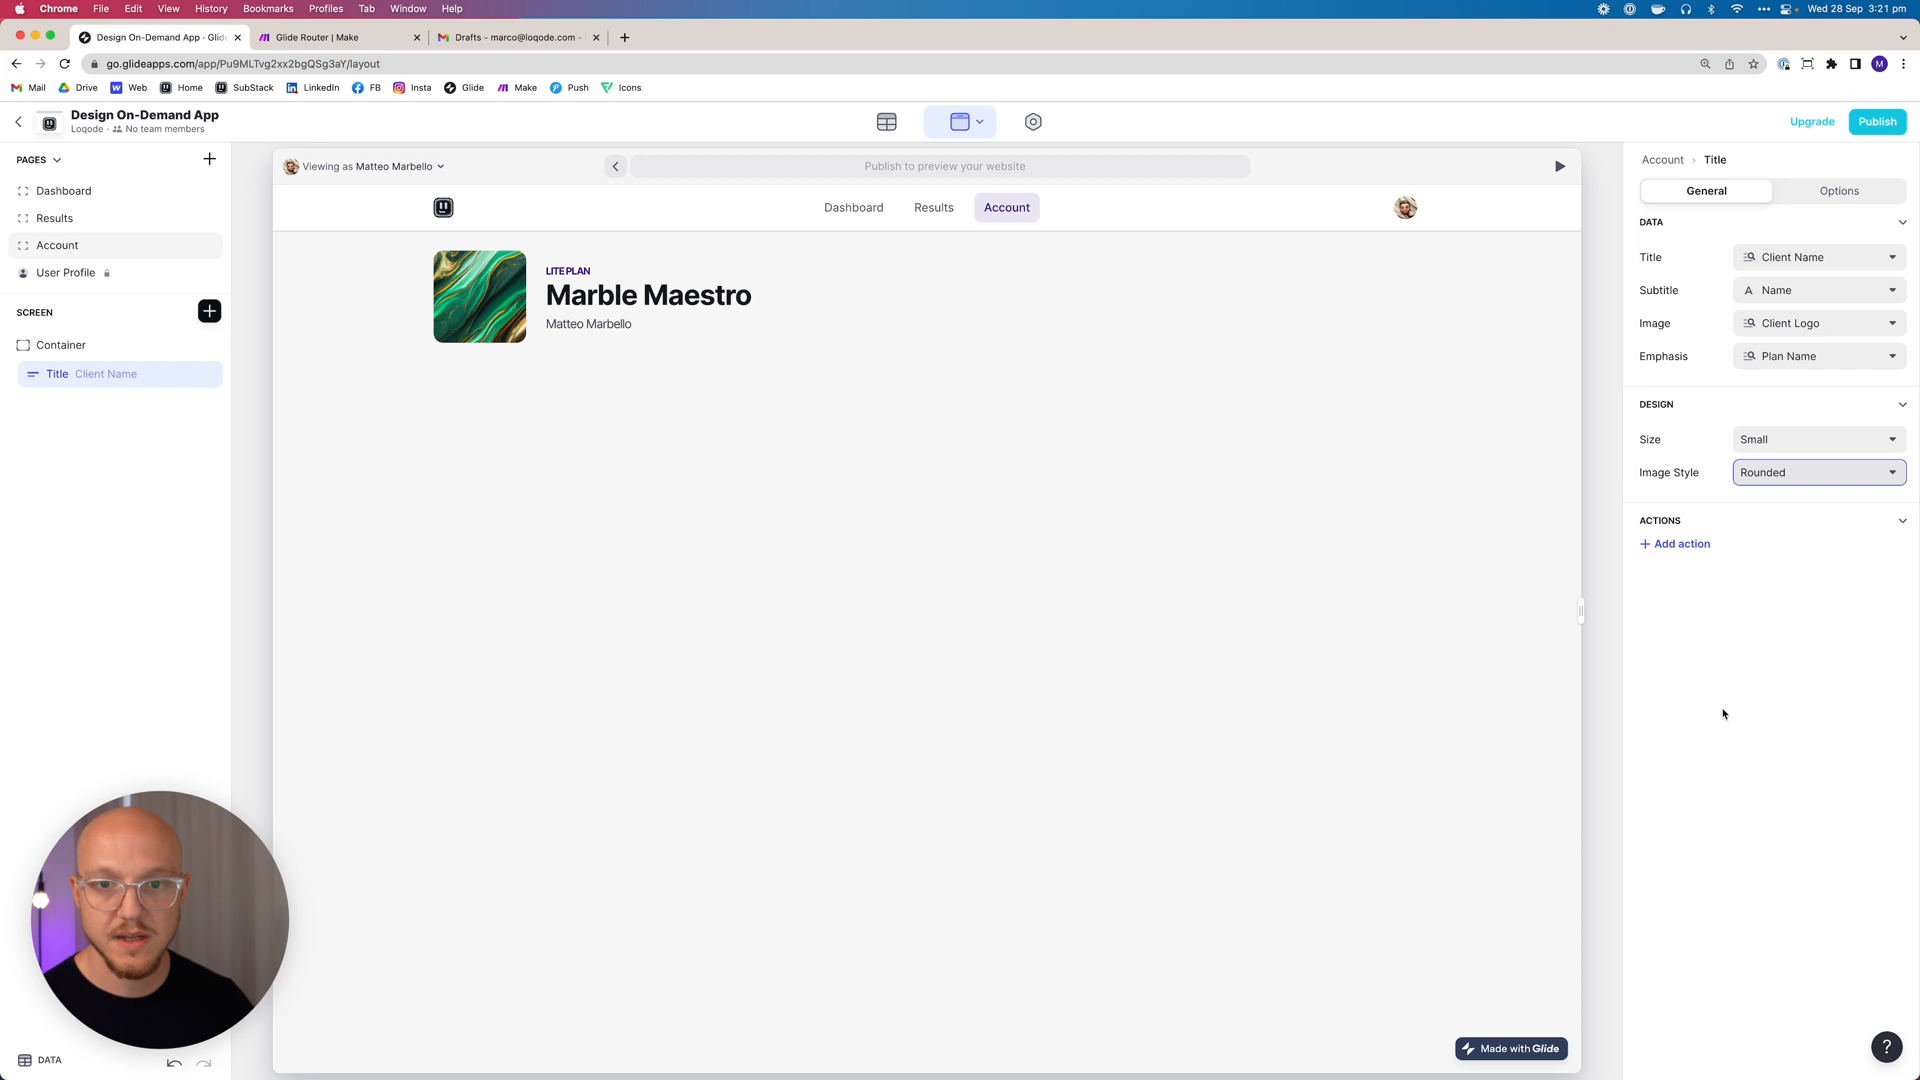 Chrome File Edit View History Bookmarks Profiles Tab Window Help Wed 28 Sep 3:21 pm
Design On-Demand App · Glid Glide Router | Make Drafts - marco@loqode.com -
go.glideapps.com/app/Pu9MLTvg2xx2bgQSg3aY/layout M
Mail Drive Web Home SubStack LinkedIn FB Insta Glide Make Push Icons
Design On-Demand App
Loqode · No team members
Upgrade Publish
PAGES
Dashboard
Results
Account
User Profile
SCREEN
Container
Title Client Name
DATA
Viewing as Matteo Marbello Publish to preview your website
Dashboard Results Account
LITE PLAN
Marble Maestro
Matteo Marbello
Made with Glide
Account › Title
General Options
DATA
Title Client Name
Subtitle A Name
Image Client Logo
Emphasis Plan Name
DESIGN
Size Small
Image Style Rounded
ACTIONS
+ Add action
?